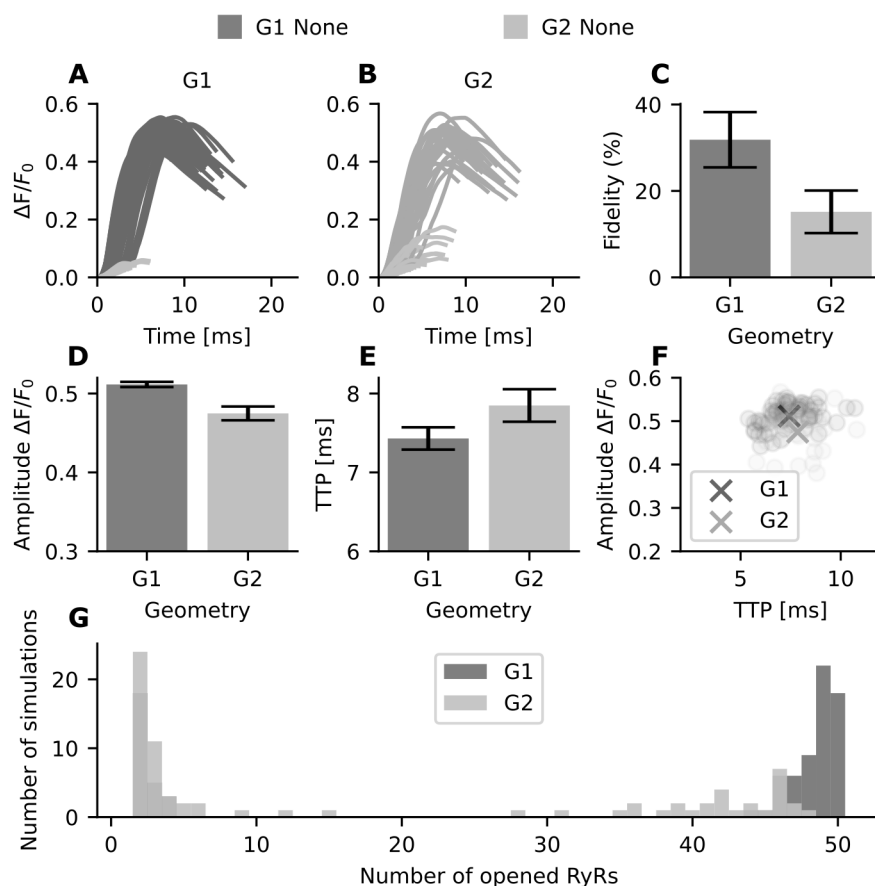 G1 None
G2 None
A
G1
ΔF/F₀
0.6
0.4
0.2
0.0
0
10
20
Time [ms]
B
G2
0.6
0.4
0.2
0.0
0
10
20
Time [ms]
C
Fidelity (%)
40
20
0
G1
G2
Geometry
D
Amplitude ΔF/F₀
0.5
0.4
0.3
G1
G2
Geometry
E
TTP [ms]
8
7
6
G1
G2
Geometry
F
Amplitude ΔF/F₀
0.6
0.5
0.4
0.3
0.2
G1
G2
5
10
TTP [ms]
G
Number of simulations
20
10
0
G1
G2
0
10
20
30
40
50
Number of opened RyRs